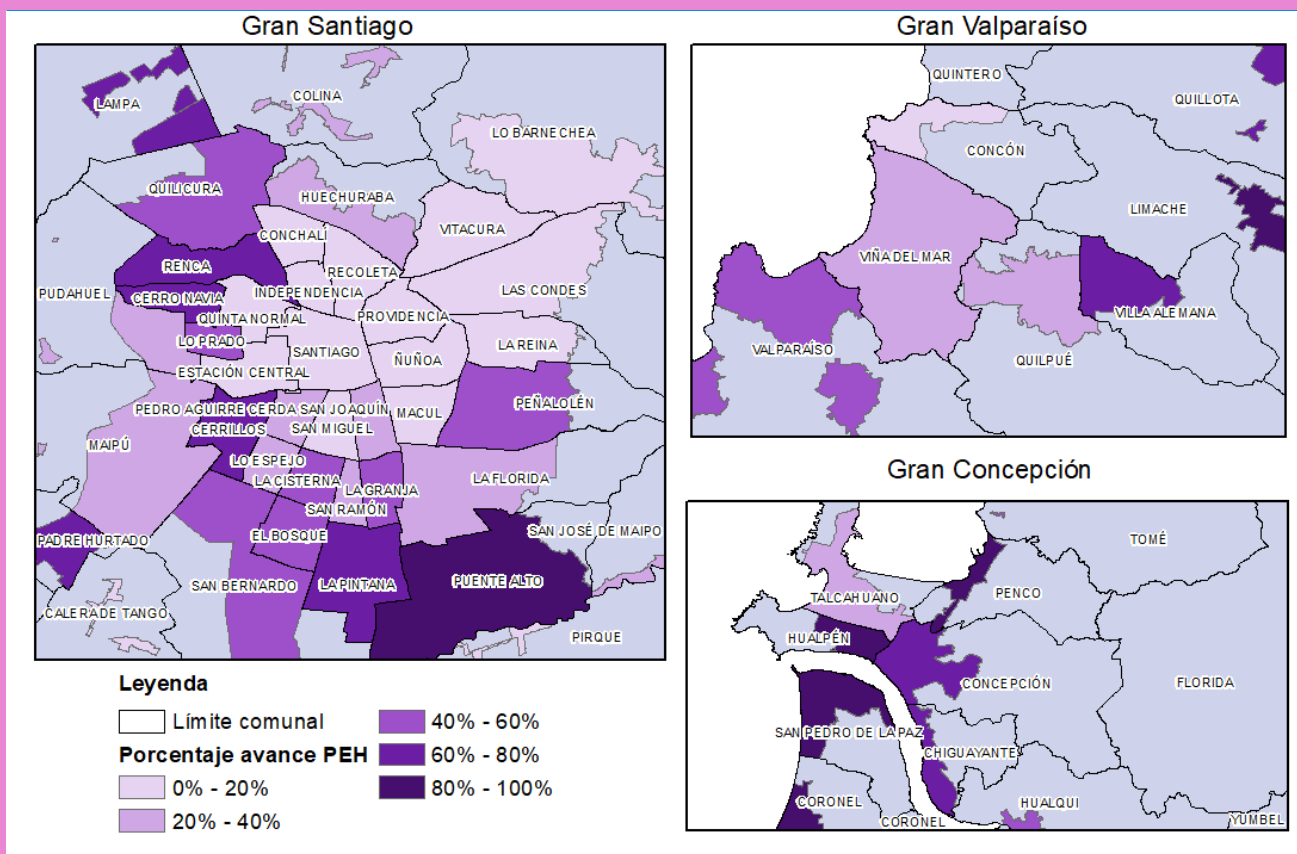 Gran Santiago
LAMPA
COLINA
LO BARNECHEA
QUILICURA
HUECHURABA
CONCHALÍ
VITACURA
RENCA
RECOLETA
PUDAHUEL
CERRO NAVIA
INDEPENDENCIA
LAS CONDES
QUINTA NORMAL
PROVIDENCIA
LO PRADO
SANTIAGO
LA REINA
ÑUÑOA
ESTACIÓN CENTRAL
PEÑALOLÉN
PEDRO AGUIRRE CERDA
SAN JOAQUÍN
MACUL
CERRILLOS
SAN MIGUEL
MAIPÚ
LO ESPEJO
LA CISTERNA
LA GRANJA
LA FLORIDA
SAN RAMÓN
EL BOSQUE
SAN JOSÉ DE MAIPO
PADRE HURTADO
SAN BERNARDO
LA PINTANA
PUENTE ALTO
CALERA DE TANGO
PIRQUE
Gran Valparaíso
QUINTERO
QUILLOTA
CONCÓN
LIMACHE
VIÑA DEL MAR
VILLA ALEMANA
VALPARAÍSO
QUILPUÉ
Gran Concepción
TOMÉ
PENCO
TALCAHUANO
HUALPÉN
CONCEPCIÓN
FLORIDA
SAN PEDRO DE LA PAZ
CHIGUAYANTE
CORONEL
HUALQUI
CORONEL
YUMBEL
Leyenda
Límite comunal
Porcentaje avance PEH
0% - 20%
20% - 40%
40% - 60%
60% - 80%
80% - 100%